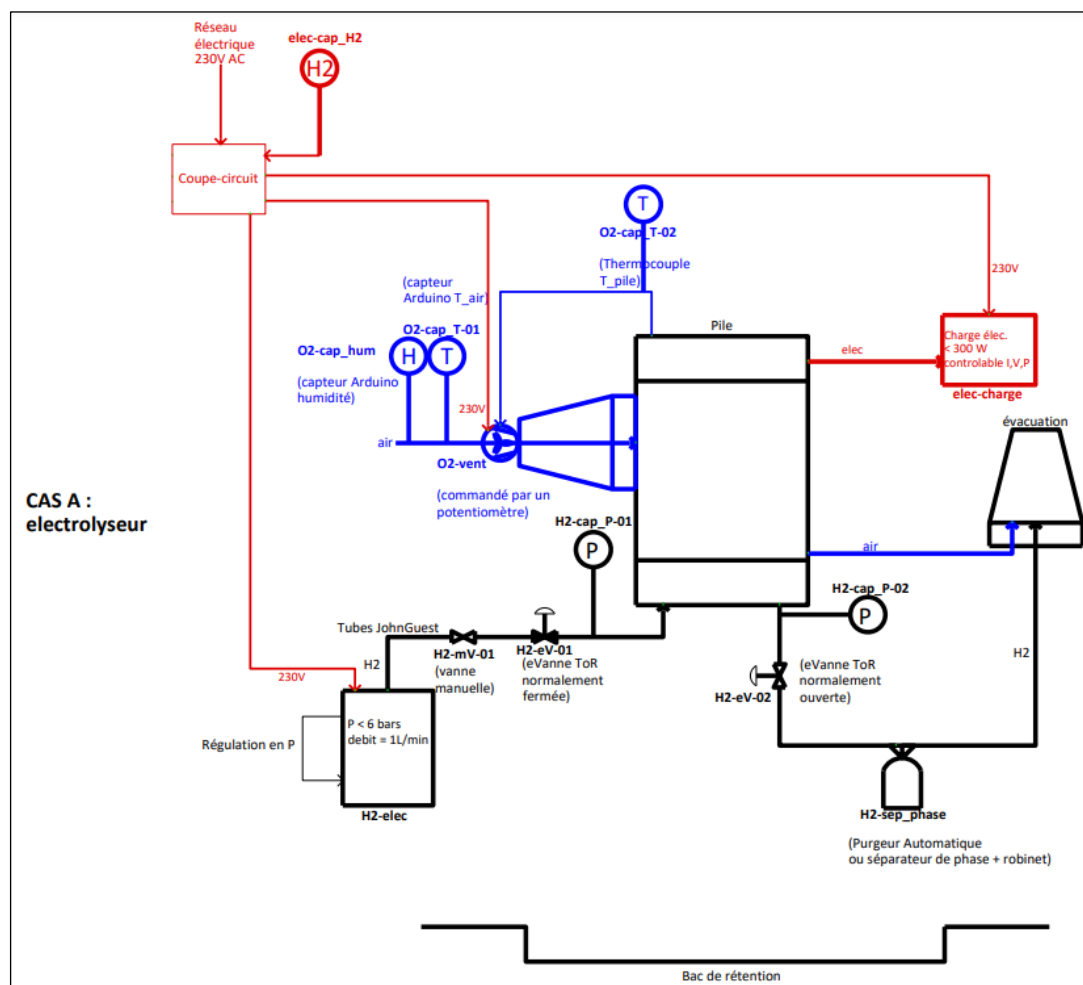 Réseau
électrique
230V AC
elec-cap_H2
H2
Coupe-circuit
T
O2-cap_T-02
(Thermocouple
T_pile)
230V
(capteur
Arduino T_air)
O2-cap_T-01
O2-cap_hum
H
T
(capteur Arduino
humidité)
230V
air
O2-vent
(commandé par un
potentiomètre)
Pile
elec
Charge élec.
< 300 W
controlable I,V,P
elec-charge
évacuation
CAS A :
electrolyseur
H2-cap_P-01
P
air
H2-cap_P-02
P
Tubes JohnGuest
H2
H2-mV-01
(vanne
manuelle)
H2-eV-01
(eVanne ToR
normalement
fermée)
H2-eV-02
(eVanne ToR
normalement
ouverte)
H2
230V
Régulation en P
P < 6 bars
debit = 1L/min
H2-elec
H2-sep_phase
(Purgeur Automatique
ou séparateur de phase + robinet)
Bac de rétention